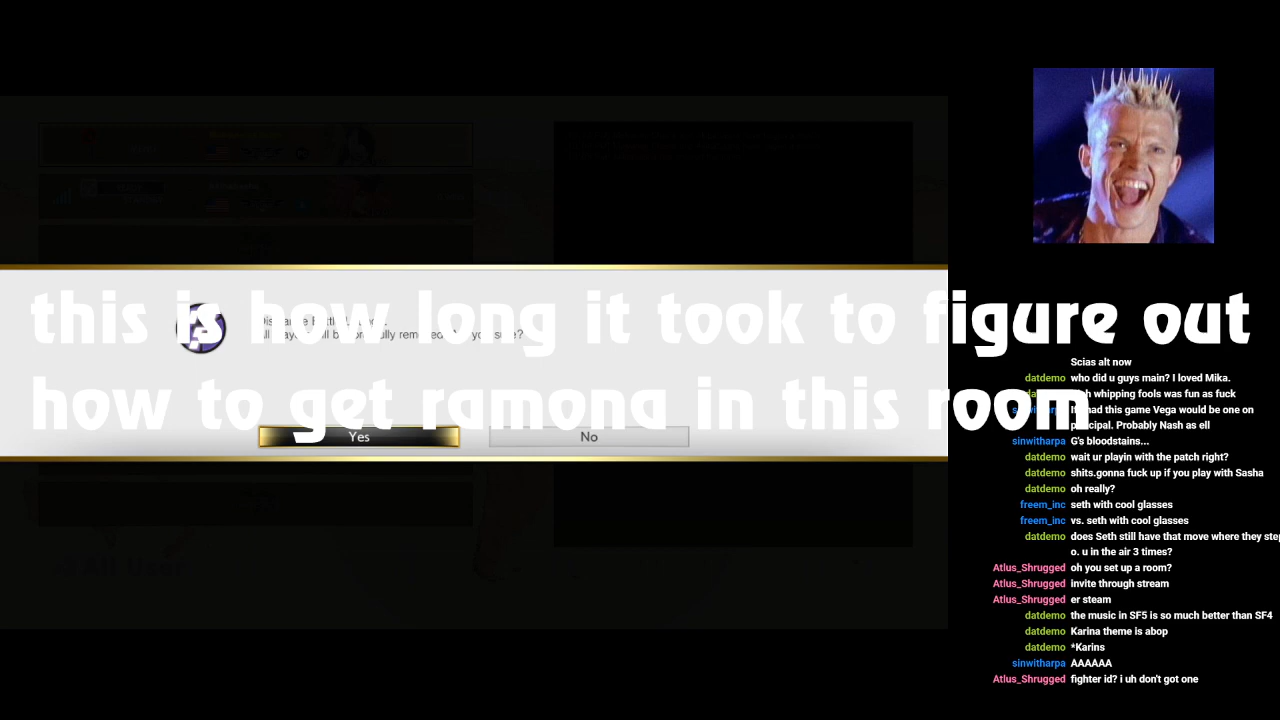 this is how long it took to figure out
how to get ramona in this room
Yes
No
Scias alt now
datdemo who did u guys main? I loved Mika.
whipping fools was fun as fuck
had this game Vega would be one on
Probably Nash as ell
sinwitharpa G's bloodstains...
datdemo wait ur playin with the patch right?
datdemo shits.gonna fuck up if you play with Sasha
datdemo oh really?
freem_inc seth with cool glasses
freem_inc vs. seth with cool glasses
datdemo does Seth still have that move where they step
o. u in the air 3 times?
Atlus_Shrugged oh you set up a room?
Atlus_Shrugged invite through stream
Atlus_Shrugged er steam
datdemo the music in SF5 is so much better than SF4
datdemo Karina theme is abop
datdemo *Karins
sinwitharpa AAAAAA
Atlus_Shrugged fighter id? i uh don't got one